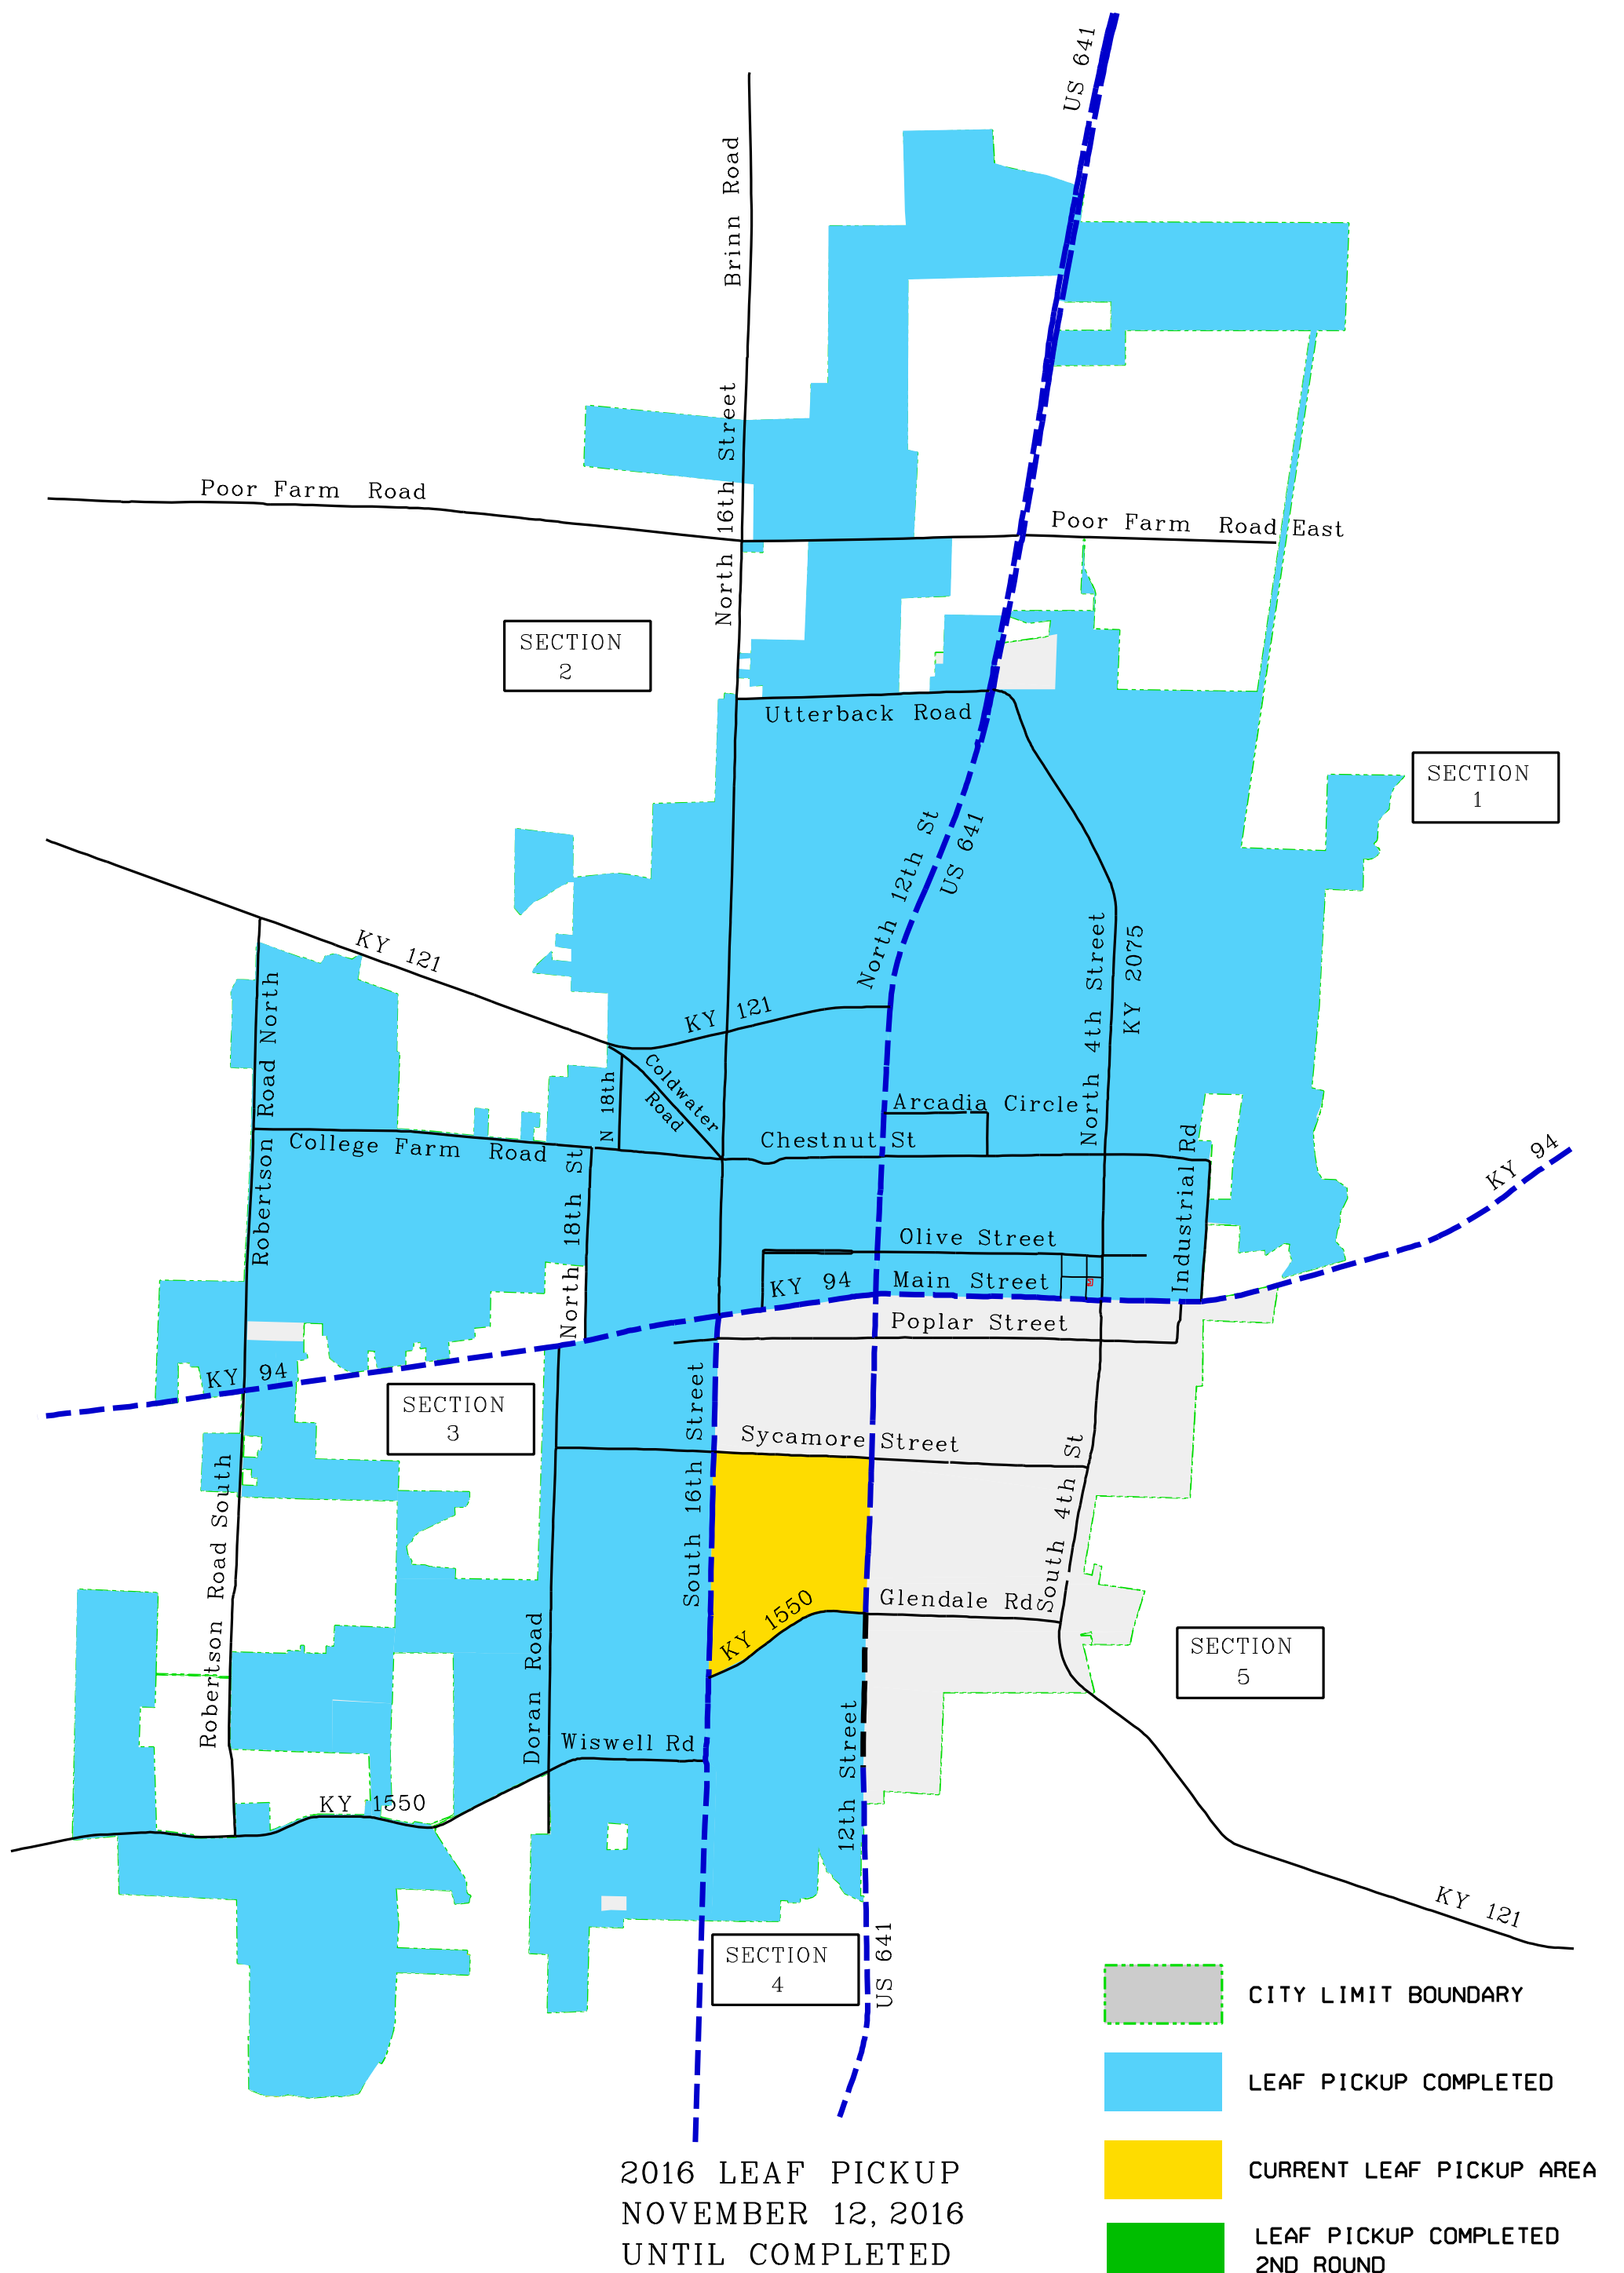 US 641
Brinn Road
North 16th Street
Poor Farm Road
Poor Farm Road East
North 16th Street
SECTION
2
Utterback Road
SECTION
1
North 12th St
US 641
KY 121
North 4th Street
KY 2075
KY 121
Robertson Road North
Coldwater
Road
N 18th
Arcadia Circle
Chestnut St
College Farm Road
North 18th St
Industrial Rd
KY 94
Olive Street
KY 94
Main Street
Poplar Street
KY 94
SECTION
3
South 16th Street
Sycamore Street
South 4th St
Robertson Road South
KY 1550
Glendale Rd
SECTION
5
Doran Road
Wiswell Rd
12th Street
KY 1550
KY 121
SECTION
4
US 641
CITY LIMIT BOUNDARY
LEAF PICKUP COMPLETED
CURRENT LEAF PICKUP AREA
LEAF PICKUP COMPLETED
2ND ROUND
2016 LEAF PICKUP
NOVEMBER 12, 2016
UNTIL COMPLETED